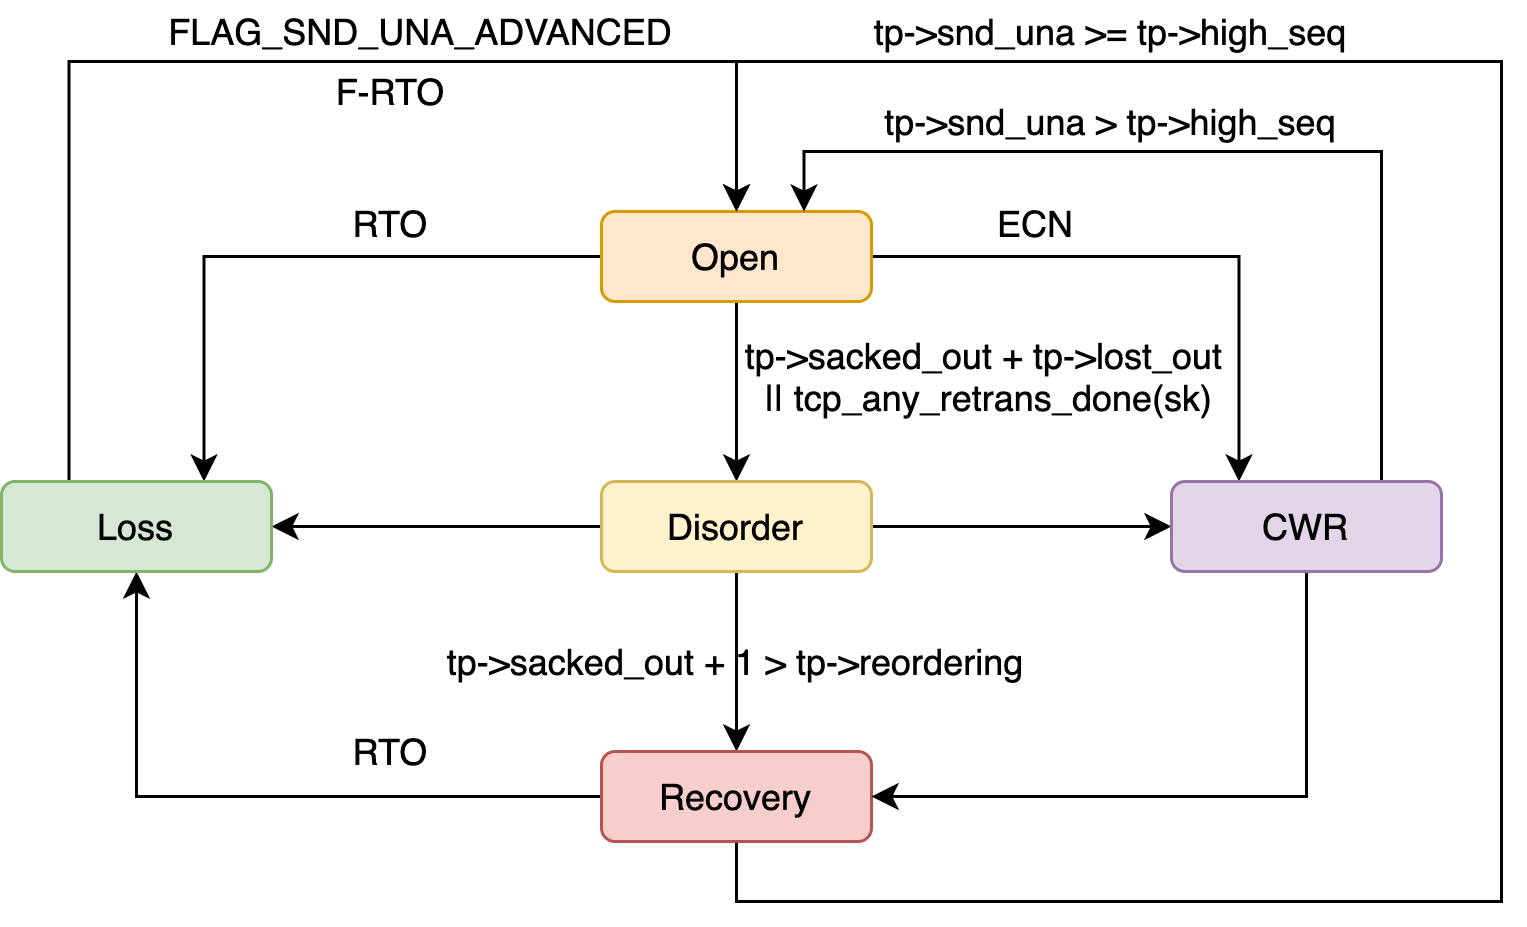 FLAG_SND_UNA_ADVANCED
tp->snd_una >= tp->high_seq
F-RTO
tp->snd_una > tp->high_seq
RTO
ECN
Open
tp->sacked_out + tp->lost_out
|| tcp_any_retrans_done(sk)
Loss
Disorder
CWR
tp->sacked_out + 1 > tp->reordering
RTO
Recovery